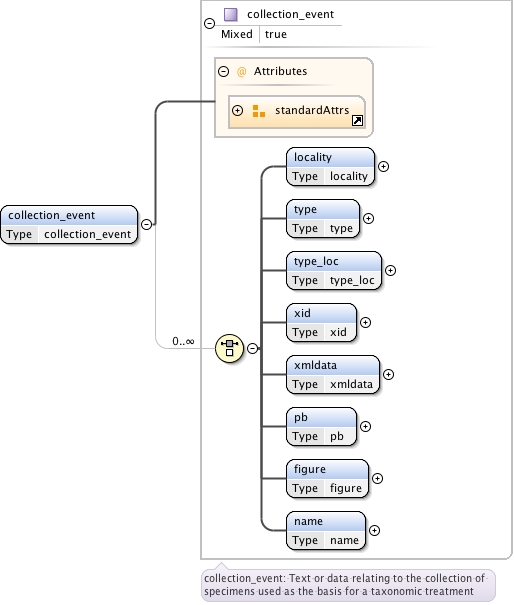 collection_event
Mixed true
@ Attributes
standardAttrs
collection_event
Type collection_event
0..∞
locality
Type locality
type
Type type
type_loc
Type type_loc
xid
Type xid
xmldata
Type xmldata
pb
Type pb
figure
Type figure
name
Type name
collection_event: Text or data relating to the collection of
specimens used as the basis for a taxonomic treatment